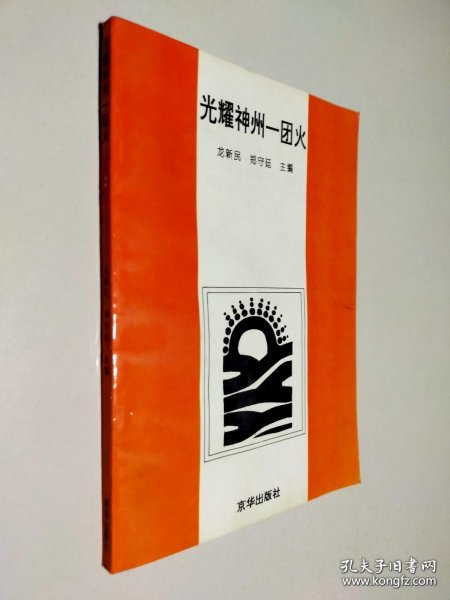 光耀神州一团火
龙新民 郑守廷 主编
京华出版社
孔夫子旧书网
www.kongfz.com